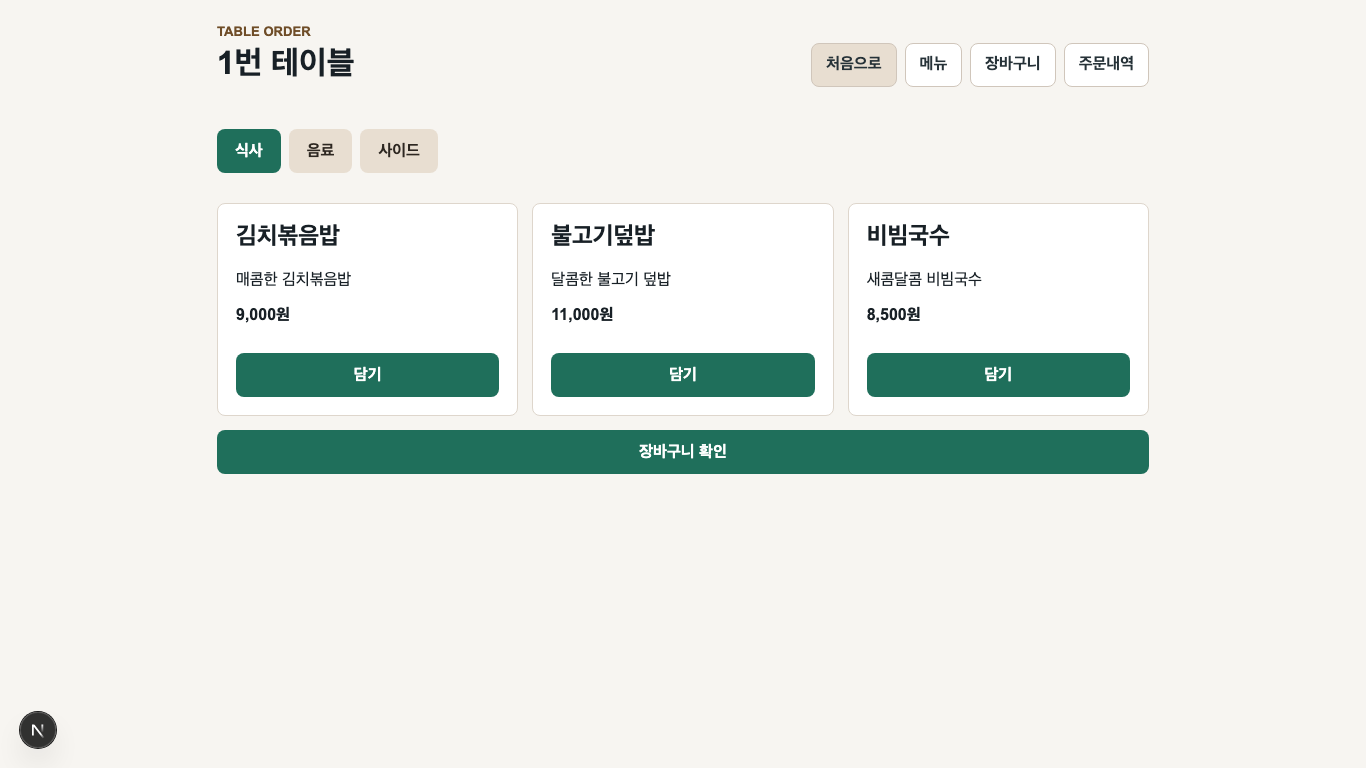 TABLE ORDER
1번 테이블
처음으로
메뉴
장바구니
주문내역
식사
음료
사이드
김치볶음밥
매콤한 김치볶음밥
9,000원
담기
불고기덮밥
달콤한 불고기 덮밥
11,000원
담기
비빔국수
새콤달콤 비빔국수
8,500원
담기
장바구니 확인
N